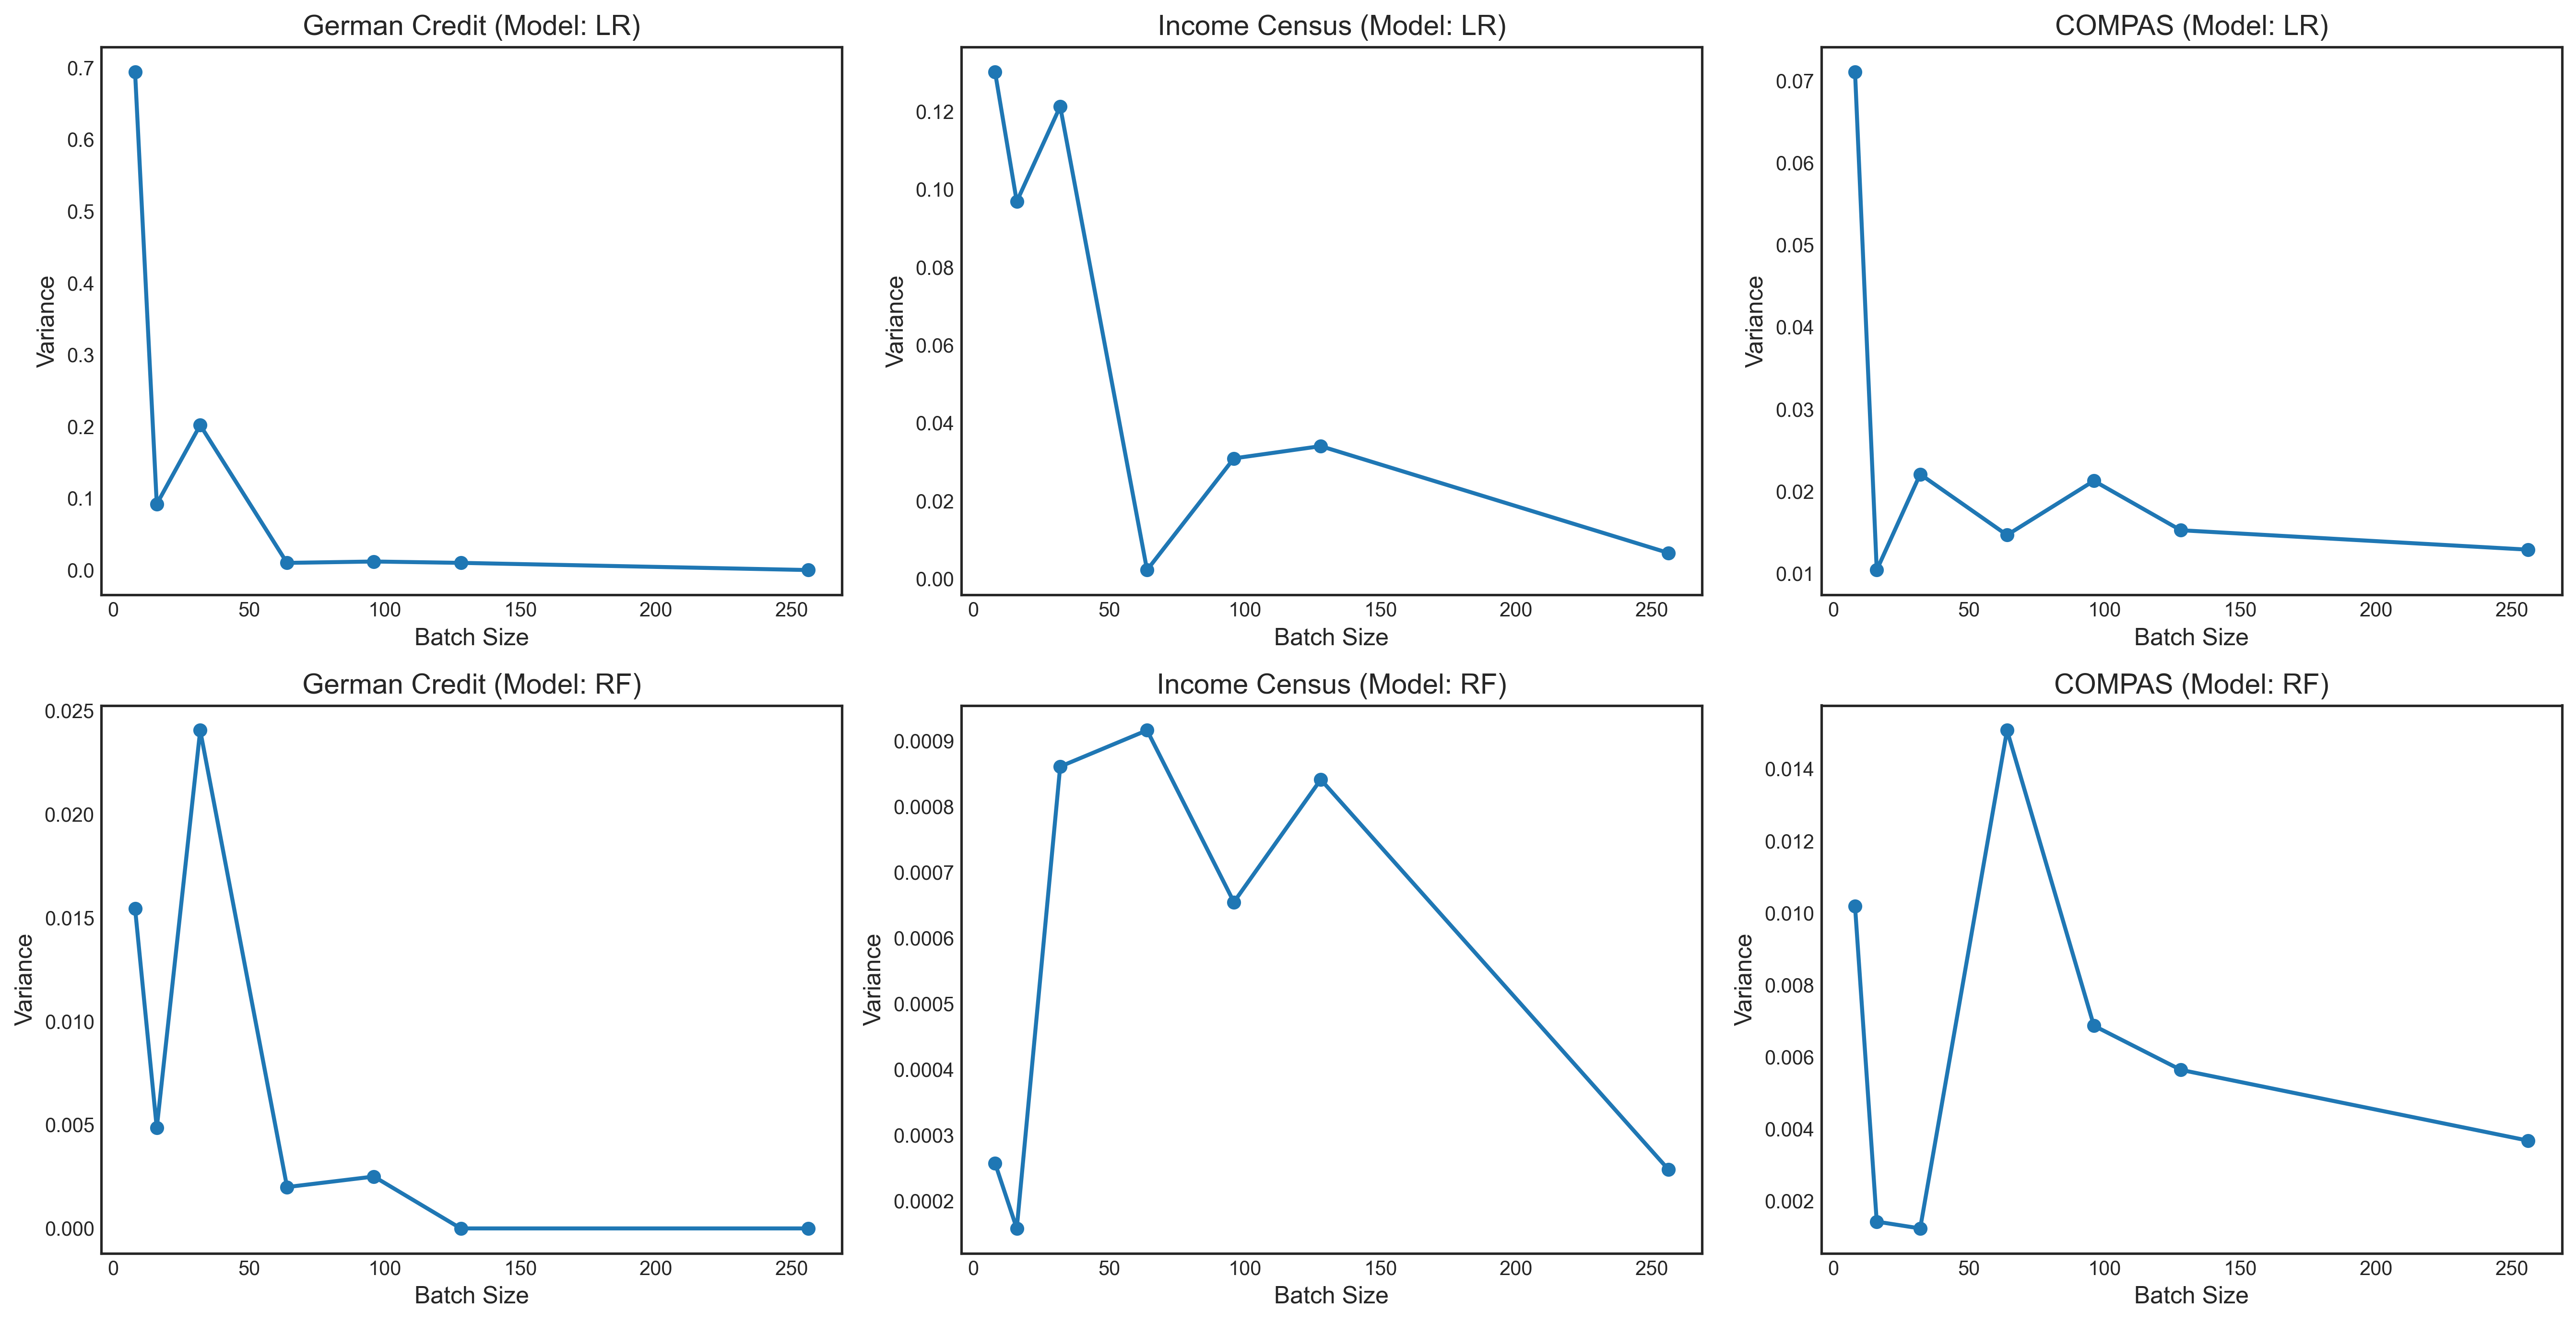 German Credit (Model: LR)
0.7
0.6
0.5
0.4
0.3
0.2
0.1
0.0
Variance
0 50 100 150 200 250
Batch Size
Income Census (Model: LR)
0.12
0.10
0.08
0.06
0.04
0.02
0.00
Variance
0 50 100 150 200 250
Batch Size
COMPAS (Model: LR)
0.07
0.06
0.05
0.04
0.03
0.02
0.01
Variance
0 50 100 150 200 250
Batch Size
German Credit (Model: RF)
0.025
0.020
0.015
0.010
0.005
0.000
Variance
0 50 100 150 200 250
Batch Size
Income Census (Model: RF)
0.0009
0.0008
0.0007
0.0006
0.0005
0.0004
0.0003
0.0002
Variance
0 50 100 150 200 250
Batch Size
COMPAS (Model: RF)
0.014
0.012
0.010
0.008
0.006
0.004
0.002
Variance
0 50 100 150 200 250
Batch Size